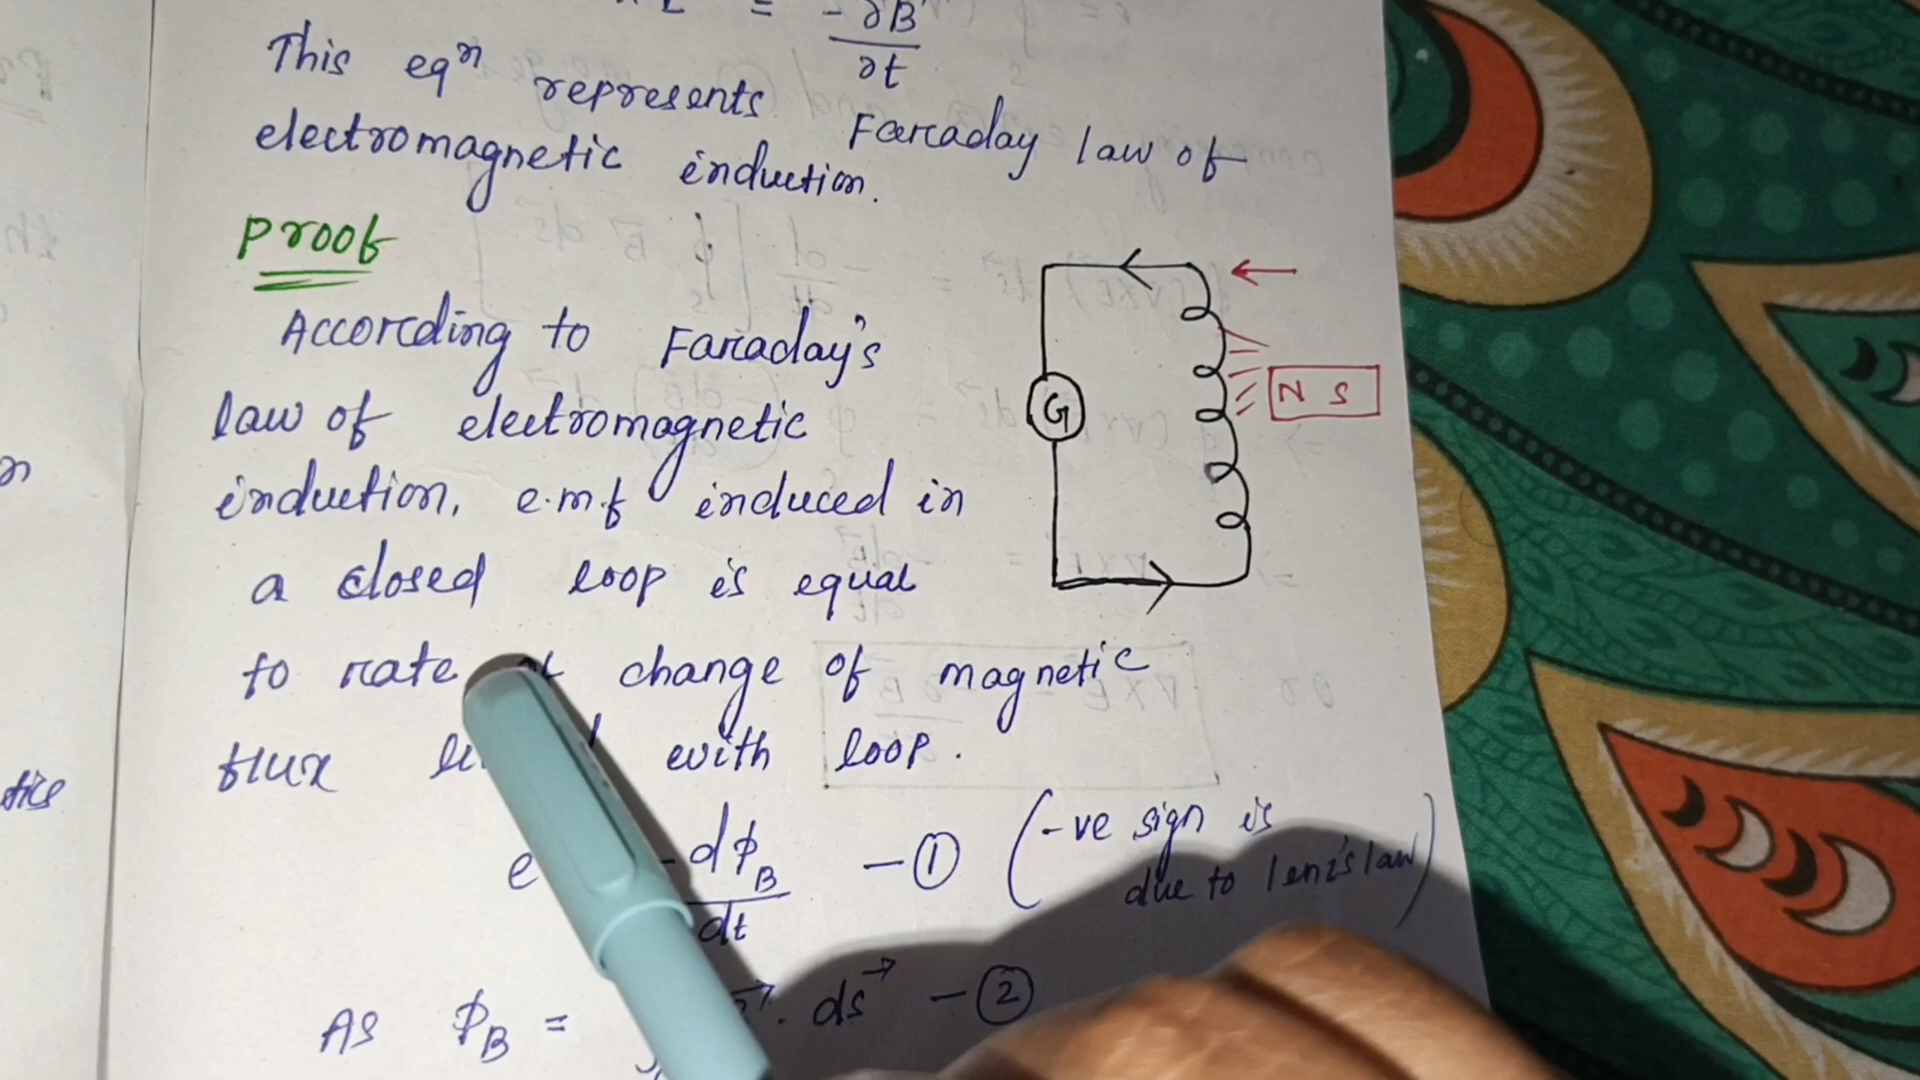 = - ∂B
∂t
This eqn represents Faraday law of
electromagnetic induction.
Proof
According to Faraday's
law of electromagnetic
induction, e.m.f induced in
a closed loop is equal
to rate change of magnetic
flux with loop.
e - dϕB/dt - ① (-ve sign is
due to lenz's law)
As ϕB = . ds→ - ②
G
N S